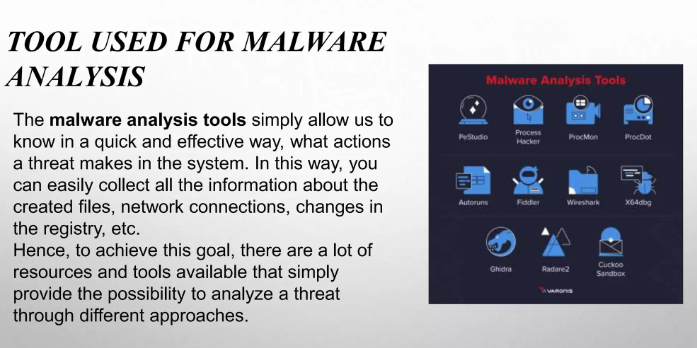 TOOL USED FOR MALWARE
ANALYSIS
The malware analysis tools simply allow us to
know in a quick and effective way, what actions
a threat makes in the system. In this way, you
can easily collect all the information about the
created files, network connections, changes in
the registry, etc.
Hence, to achieve this goal, there are a lot of
resources and tools available that simply
provide the possibility to analyze a threat
through different approaches.
Malware Analysis Tools
PeStudio
Process
Hacker
ProcMon
ProcDot
Autoruns
Fiddler
Wireshark
X64dbg
Ghidra
Radare2
Cuckoo
Sandbox
VARONIS